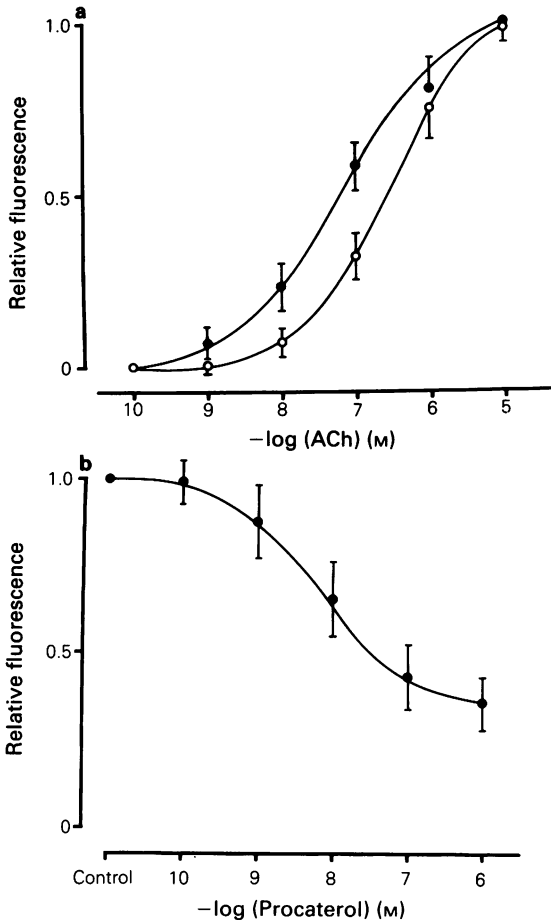 a
1.0
Relative fluorescence
0.5
0
10 9 8 7 6 5
−log (ACh) (M)
b
1.0
Relative fluorescence
0.5
0
Control 10 9 8 7 6
−log (Procaterol) (M)